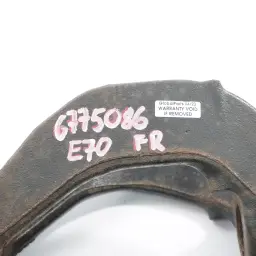 WARRANTY VOID
IF REMOVED
6775086
E70 FR